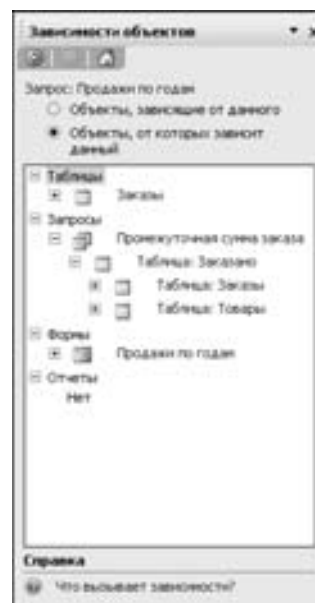 Зависимости объектов
Запрос: Продажи по годам
Объекты, зависящие от данного
Объекты, от которых зависит
данный
Таблицы
Заказы
Запросы
Промежуточная сумма заказа
Таблица: Заказано
Таблица: Заказы
Таблица: Товары
Формы
Продажи по годам
Отчеты
Нет
Справка
Что вызывает зависимости?